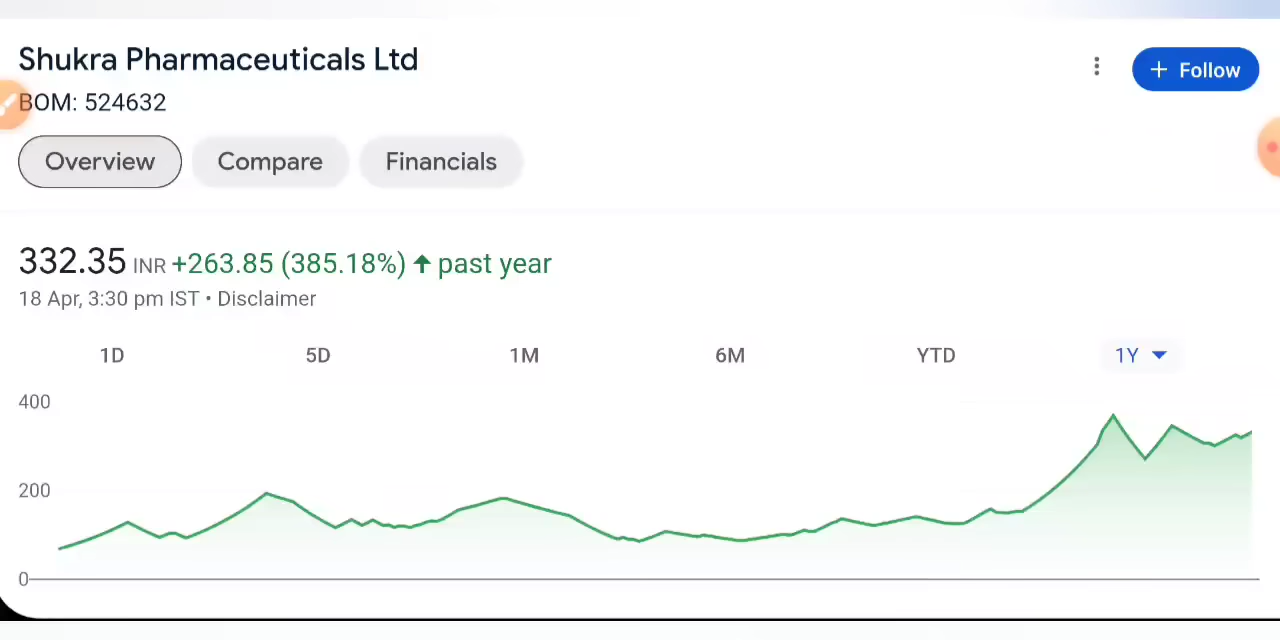 Shukra Pharmaceuticals Ltd
+ Follow
BOM: 524632
Overview Compare Financials
332.35 INR +263.85 (385.18%) ↑ past year
18 Apr, 3:30 pm IST • Disclaimer
1D 5D 1M 6M YTD 1Y
400
200
0